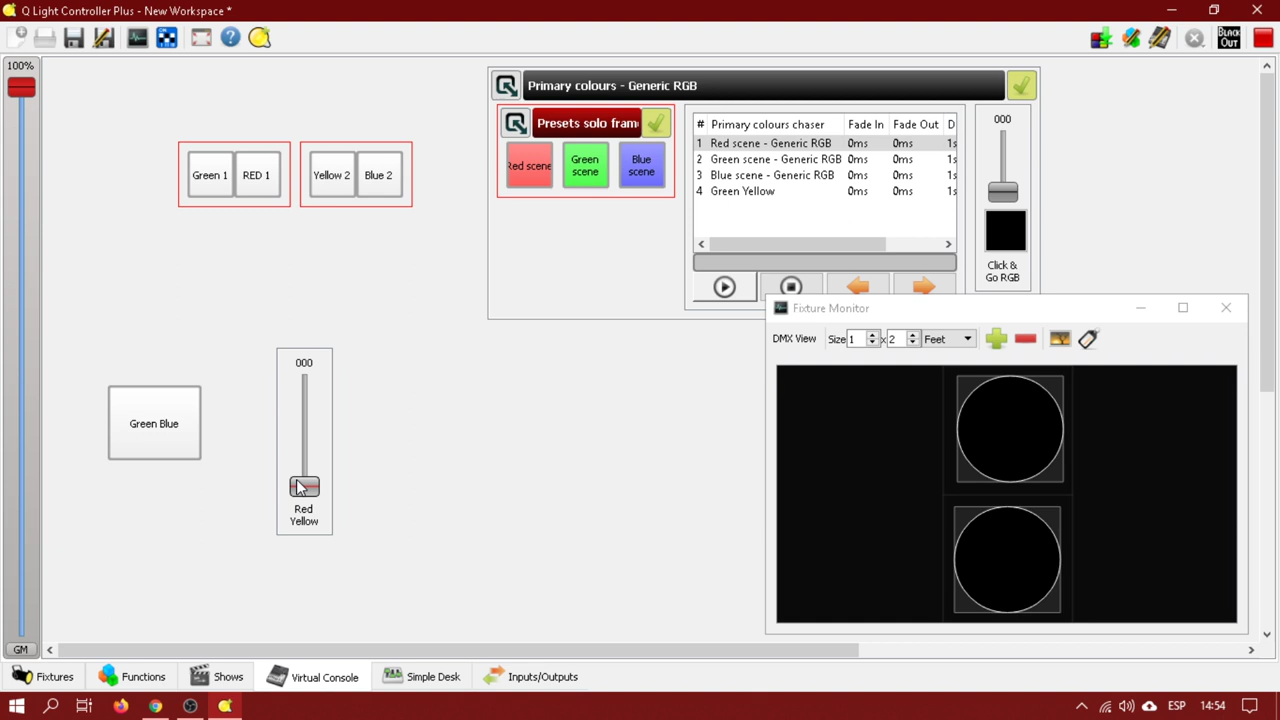 Q Light Controller Plus - New Workspace *
BLACK
OUT
100%
Green 1
RED 1
Yellow 2
Blue 2
Primary colours - Generic RGB
Presets solo fram
Red scene
Green
scene
Blue
scene
# Primary colours chaser Fade In Fade Out D
1 Red scene - Generic RGB 0ms 0ms 1s
2 Green scene - Generic RGB 0ms 0ms 1s
3 Blue scene - Generic RGB 0ms 0ms 1s
4 Green Yellow 0ms 0ms 1s
000
Click &
Go RGB
Fixture Monitor
DMX View Size 1 x 2 Feet
000
Green Blue
Red
Yellow
GM
Fixtures Functions Shows Virtual Console Simple Desk Inputs/Outputs
ESP 14:54